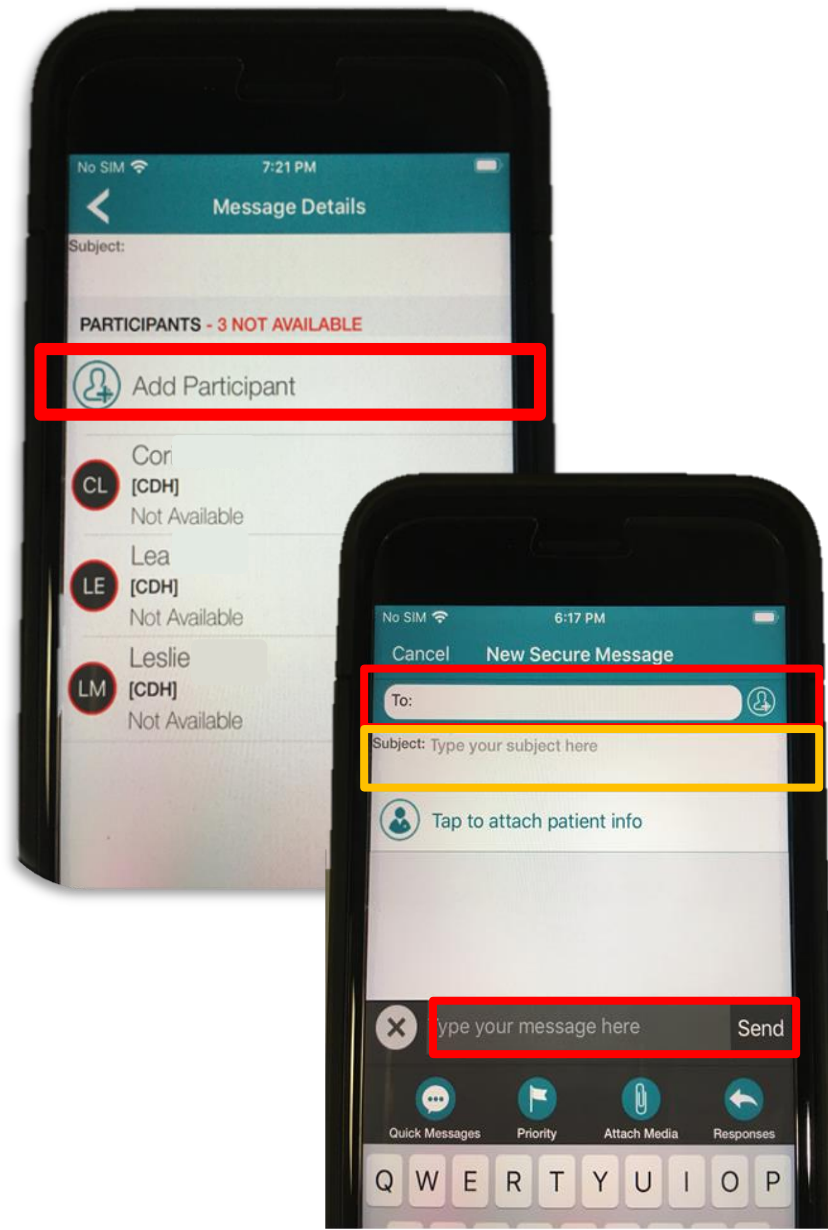 No SIM 7:21 PM
Message Details
Subject:
PARTICIPANTS - 3 NOT AVAILABLE
Add Participant
Cor
CL
[CDH]
Not Available
Lea
LE
[CDH]
Not Available
Leslie
LM
[CDH]
Not Available
No SIM 6:17 PM
Cancel New Secure Message
To:
Subject: Type your subject here
Tap to attach patient info
ype your message here Send
Quick Messages Priority Attach Media Responses
Q W E R T Y U I O P